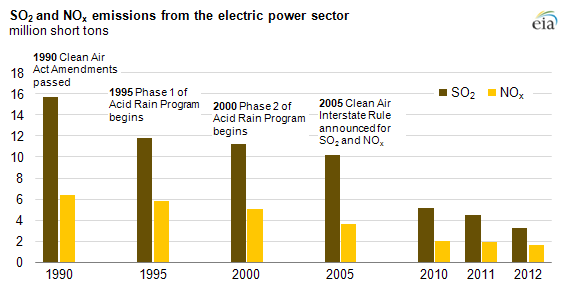 SO₂ and NOₓ emissions from the electric power sector
million short tons
eia
1990 Clean Air
Act Amendments
passed
1995 Phase 1 of
Acid Rain Program
begins
2000 Phase 2 of
Acid Rain Program
begins
2005 Clean Air
Interstate Rule
announced for
SO₂ and NOₓ
SO₂
NOₓ
18
16
14
12
10
8
6
4
2
0
1990
1995
2000
2005
2010
2011
2012